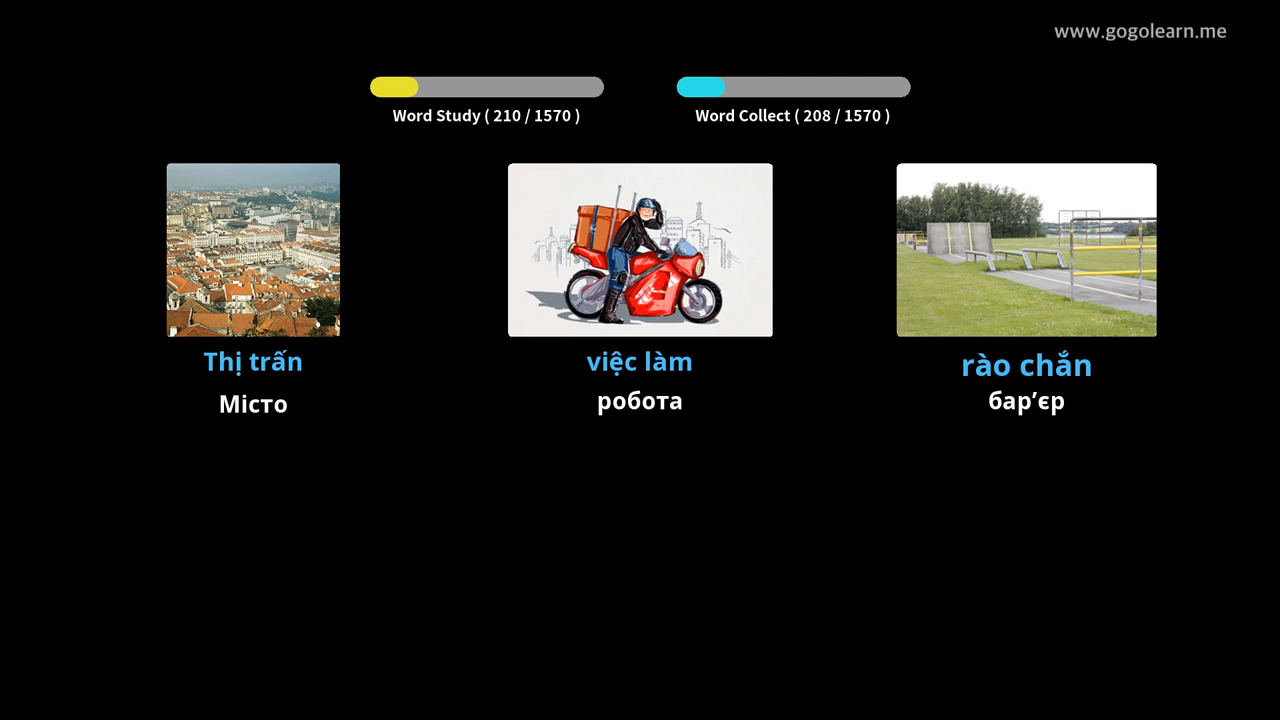 www.gogolearn.me
Word Study ( 210 / 1570 )
Word Collect ( 208 / 1570 )
Thị trấn
việc làm
rào chắn
Місто
робота
бар’єр